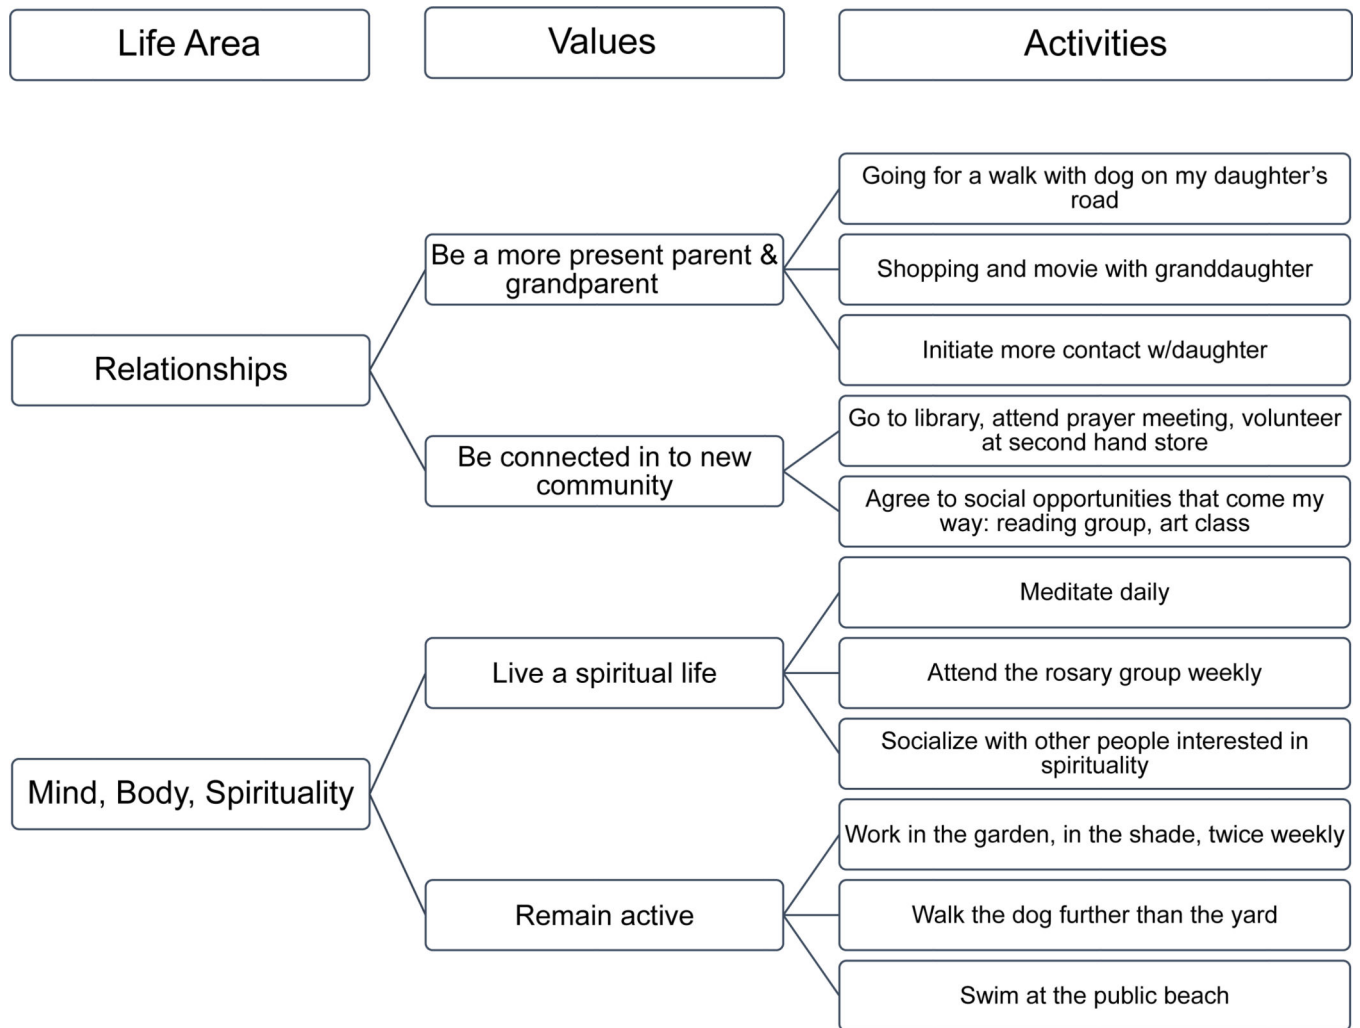 Life Area
Values
Activities
Relationships
Be a more present parent &
grandparent
Going for a walk with dog on my daughter's
road
Shopping and movie with granddaughter
Initiate more contact w/daughter
Be connected in to new
community
Go to library, attend prayer meeting, volunteer
at second hand store
Agree to social opportunities that come my
way: reading group, art class
Mind, Body, Spirituality
Live a spiritual life
Meditate daily
Attend the rosary group weekly
Socialize with other people interested in
spirituality
Remain active
Work in the garden, in the shade, twice weekly
Walk the dog further than the yard
Swim at the public beach